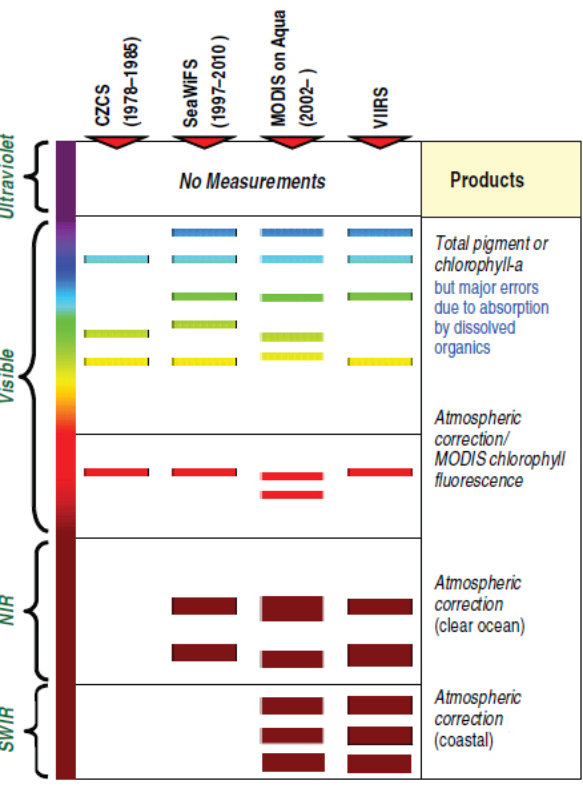 CZCS
(1978–1985)
SeaWiFS
(1997–2010)
MODIS on Aqua
(2002– )
VIIRS
Ultraviolet
No Measurements
Products
Visible
Total pigment or
chlorophyll-a
but major errors
due to absorption
by dissolved
organics
Atmospheric
correction/
MODIS chlorophyll
fluorescence
NIR
Atmospheric
correction
(clear ocean)
SWIR
Atmospheric
correction
(coastal)